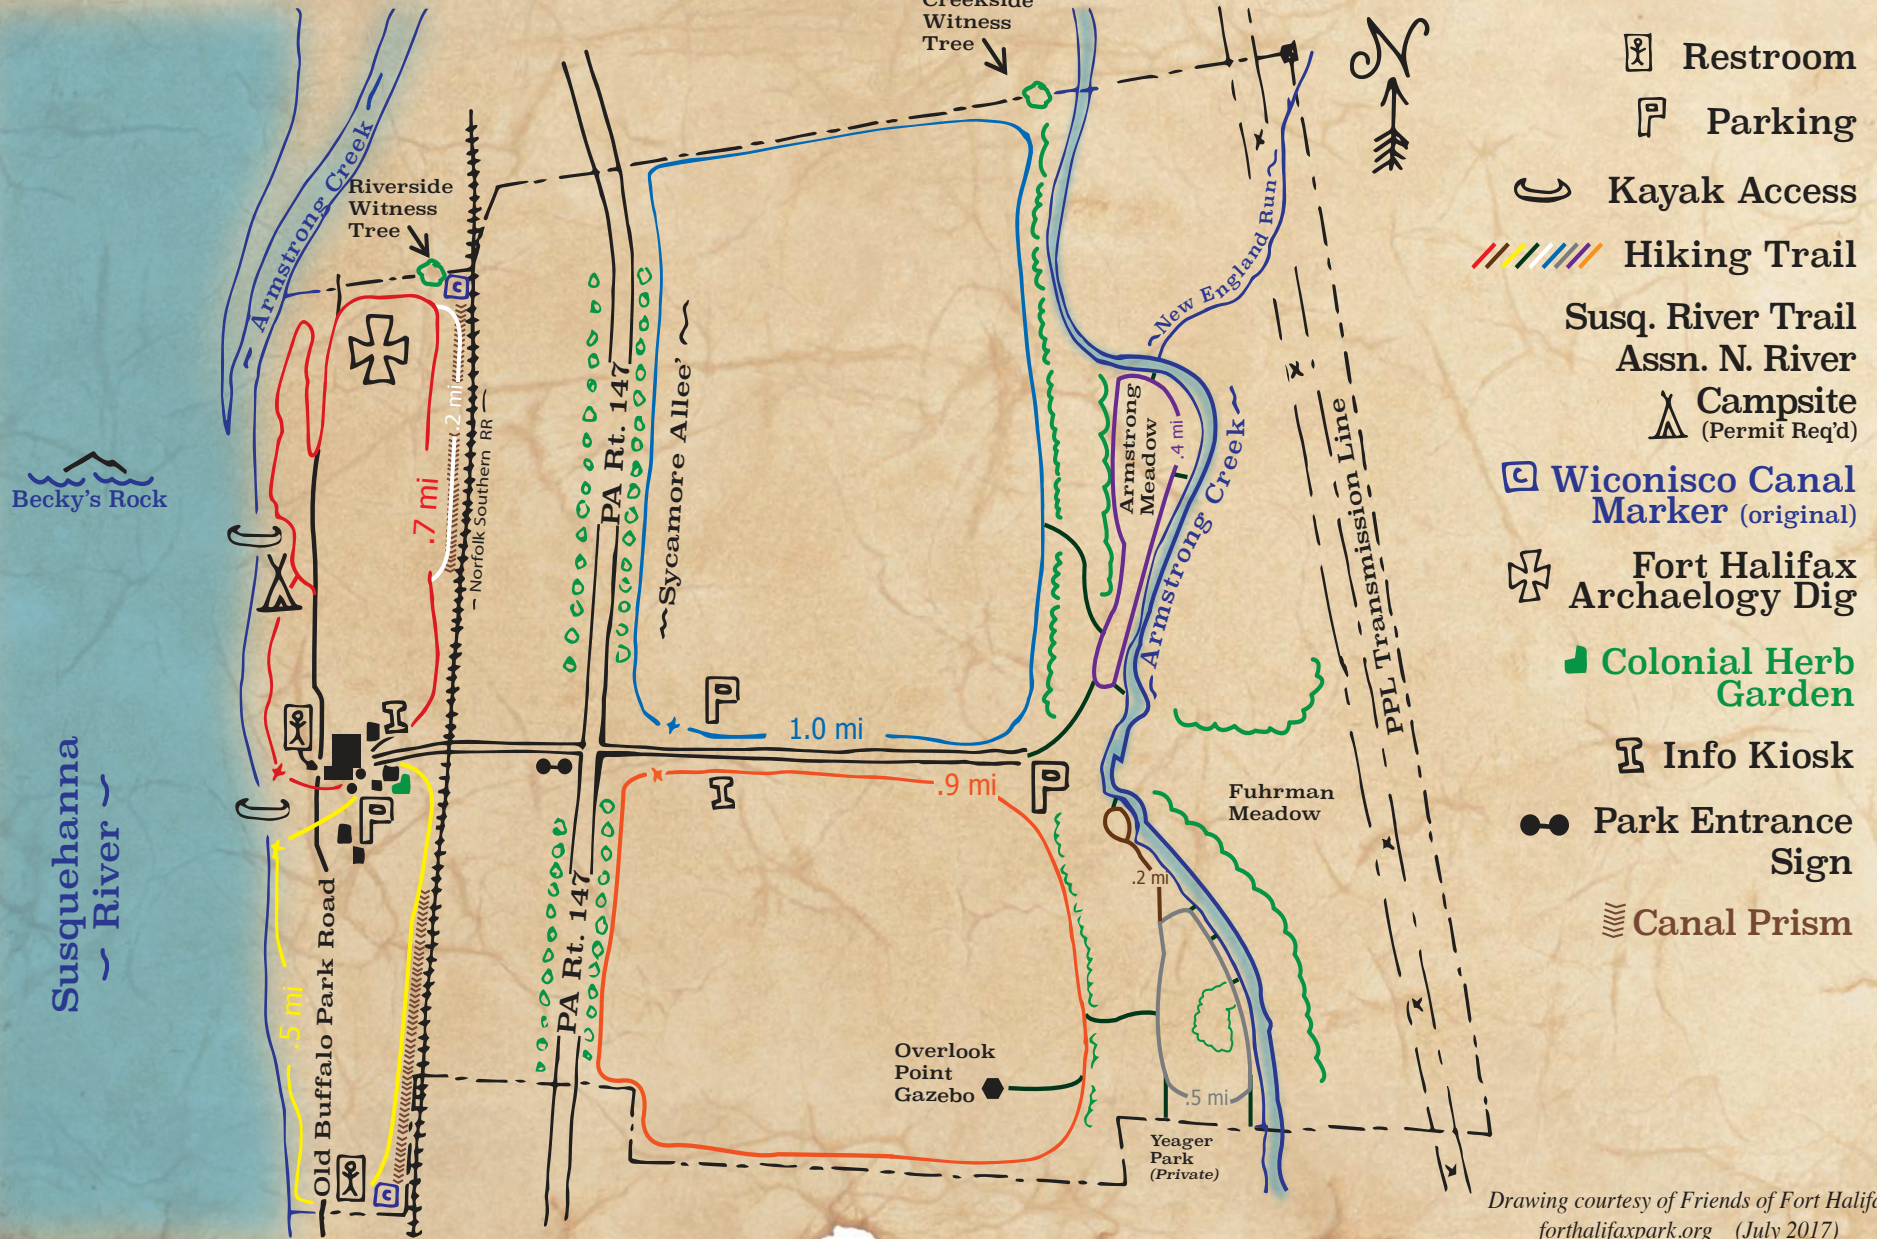 Creekside
Witness
Tree
Armstrong Creek
Riverside
Witness
Tree
C
.2 mi
.7 mi
Norfolk Southern RR
PA Rt. 147
Sycamore Allee'
New England Run
Armstrong
Meadow
.4 mi
Armstrong Creek
PPL Transmission Line
Becky's Rock
Susquehanna
River
P
1.0 mi
.9 mi
P
P
Fuhrman
Meadow
.2 mi
Old Buffalo Park Road
.5 mi
PA Rt. 147
Overlook
Point
Gazebo
.5 mi
Yeager
Park
(Private)
C
N
Restroom
P Parking
Kayak Access
Hiking Trail
Susq. River Trail
Assn. N. River
Campsite
(Permit Req'd)
C Wiconisco Canal
Marker (original)
Fort Halifax
Archaelogy Dig
Colonial Herb
Garden
Info Kiosk
Park Entrance
Sign
Canal Prism
Drawing courtesy of Friends of Fort Halifa
forthalifaxpark.org (July 2017)